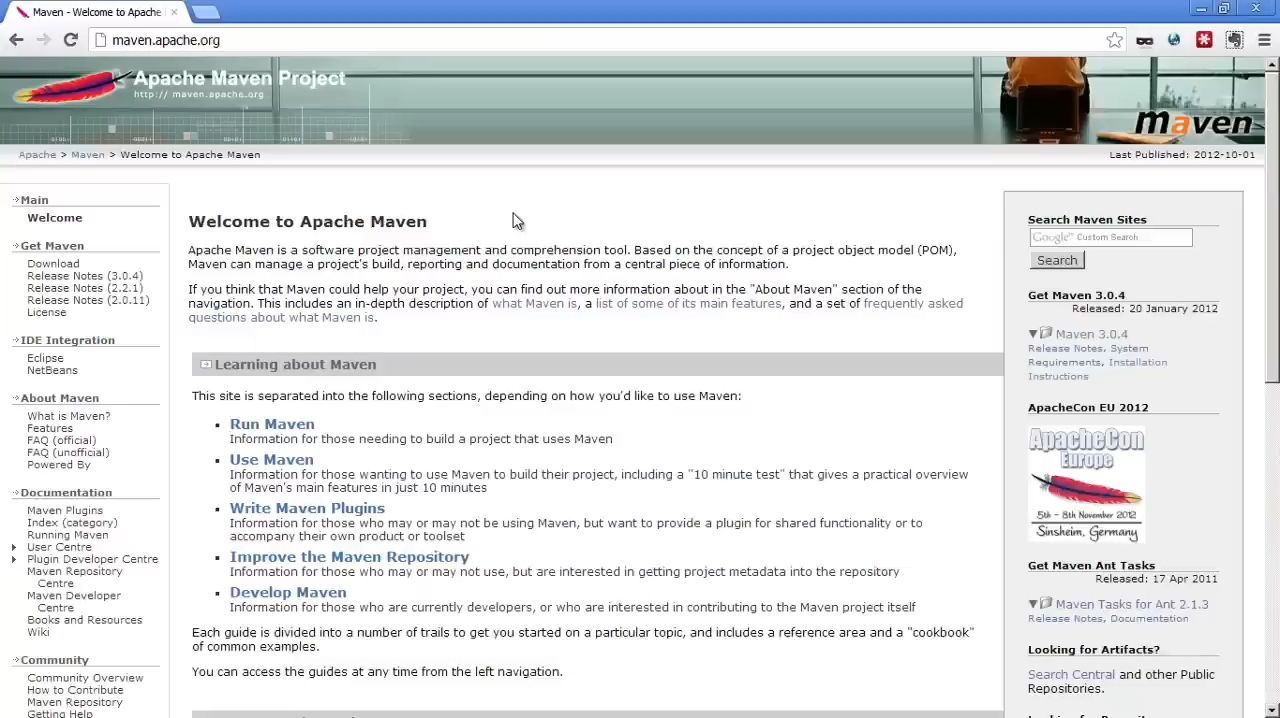 Maven - Welcome to Apache
maven.apache.org
Apache Maven Project
http://maven.apache.org
maven
Apache > Maven > Welcome to Apache Maven
Last Published: 2012-10-01
Main
Welcome
Get Maven
Download
Release Notes (3.0.4)
Release Notes (2.2.1)
Release Notes (2.0.11)
License
IDE Integration
Eclipse
NetBeans
About Maven
What is Maven?
Features
FAQ (official)
FAQ (unofficial)
Powered By
Documentation
Maven Plugins
Index (category)
Running Maven
User Centre
Plugin Developer Centre
Maven Repository
Centre
Maven Developer
Centre
Books and Resources
Wiki
Community
Community Overview
How to Contribute
Maven Repository
Getting Help
Welcome to Apache Maven
Apache Maven is a software project management and comprehension tool. Based on the concept of a project object model (POM),
Maven can manage a project's build, reporting and documentation from a central piece of information.
If you think that Maven could help your project, you can find out more information about in the "About Maven" section of the
navigation. This includes an in-depth description of what Maven is, a list of some of its main features, and a set of frequently asked
questions about what Maven is.
Learning about Maven
This site is separated into the following sections, depending on how you'd like to use Maven:
Run Maven
Information for those needing to build a project that uses Maven
Use Maven
Information for those wanting to use Maven to build their project, including a "10 minute test" that gives a practical overview
of Maven's main features in just 10 minutes
Write Maven Plugins
Information for those who may or may not be using Maven, but want to provide a plugin for shared functionality or to
accompany their own product or toolset
Improve the Maven Repository
Information for those who may or may not use, but are interested in getting project metadata into the repository
Develop Maven
Information for those who are currently developers, or who are interested in contributing to the Maven project itself
Each guide is divided into a number of trails to get you started on a particular topic, and includes a reference area and a "cookbook"
of common examples.
You can access the guides at any time from the left navigation.
Search Maven Sites
Google™ Custom Search
Search
Get Maven 3.0.4
Released: 20 January 2012
Maven 3.0.4
Release Notes, System
Requirements, Installation
Instructions
ApacheCon EU 2012
ApacheCon
Europe
5th - 8th November 2012
Sinsheim, Germany
Get Maven Ant Tasks
Released: 17 Apr 2011
Maven Tasks for Ant 2.1.3
Release Notes, Documentation
Looking for Artifacts?
Search Central and other Public
Repositories.